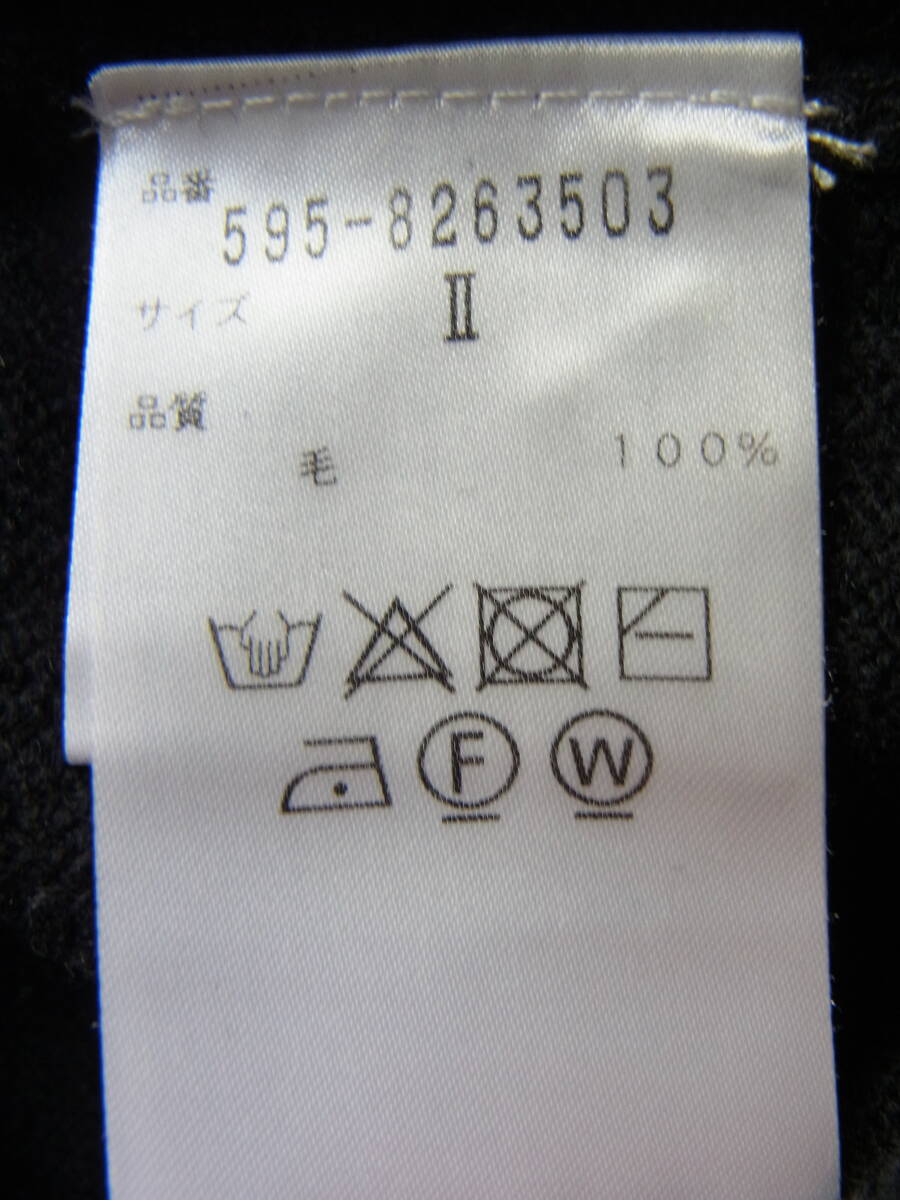 品番
595-8263503
サイズ II
品質
毛 100%
F W